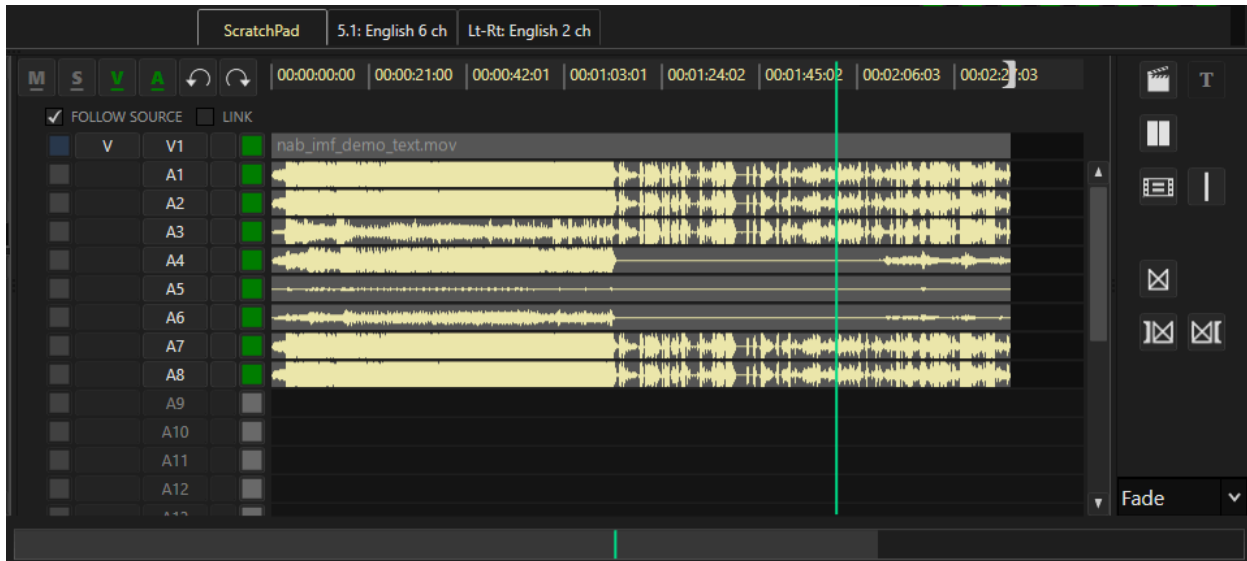 ScratchPad 5.1: English 6 ch Lt-Rt: English 2 ch
M S V A 00:00:00:00 00:00:21:00 00:00:42:01 00:01:03:01 00:01:24:02 00:01:45:02 00:02:06:03 :03 T
FOLLOW SOURCE LINK
V V1 nab_imf_demo_text.mov
A1
A2
A3
A4
A5
A6
A7
A8
A9
A10
A11
A12
Fade